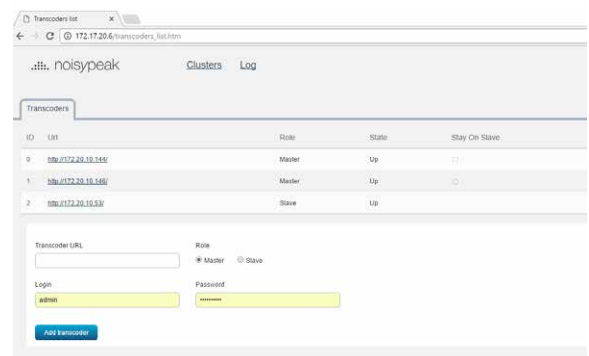 Transcoders list
172.17.20.6/transcoders_list.htm
noisypeak Clusters Log
Transcoders
ID Url Role State Stay On Slave
0 http://172.20.10.144/ Master Up
1 http://172.20.10.146/ Master Up
2 http://172.20.10.53/ Slave Up
Transcoder URL Role
Master Slave
Login Password
admin ••••••••••
Add transcoder